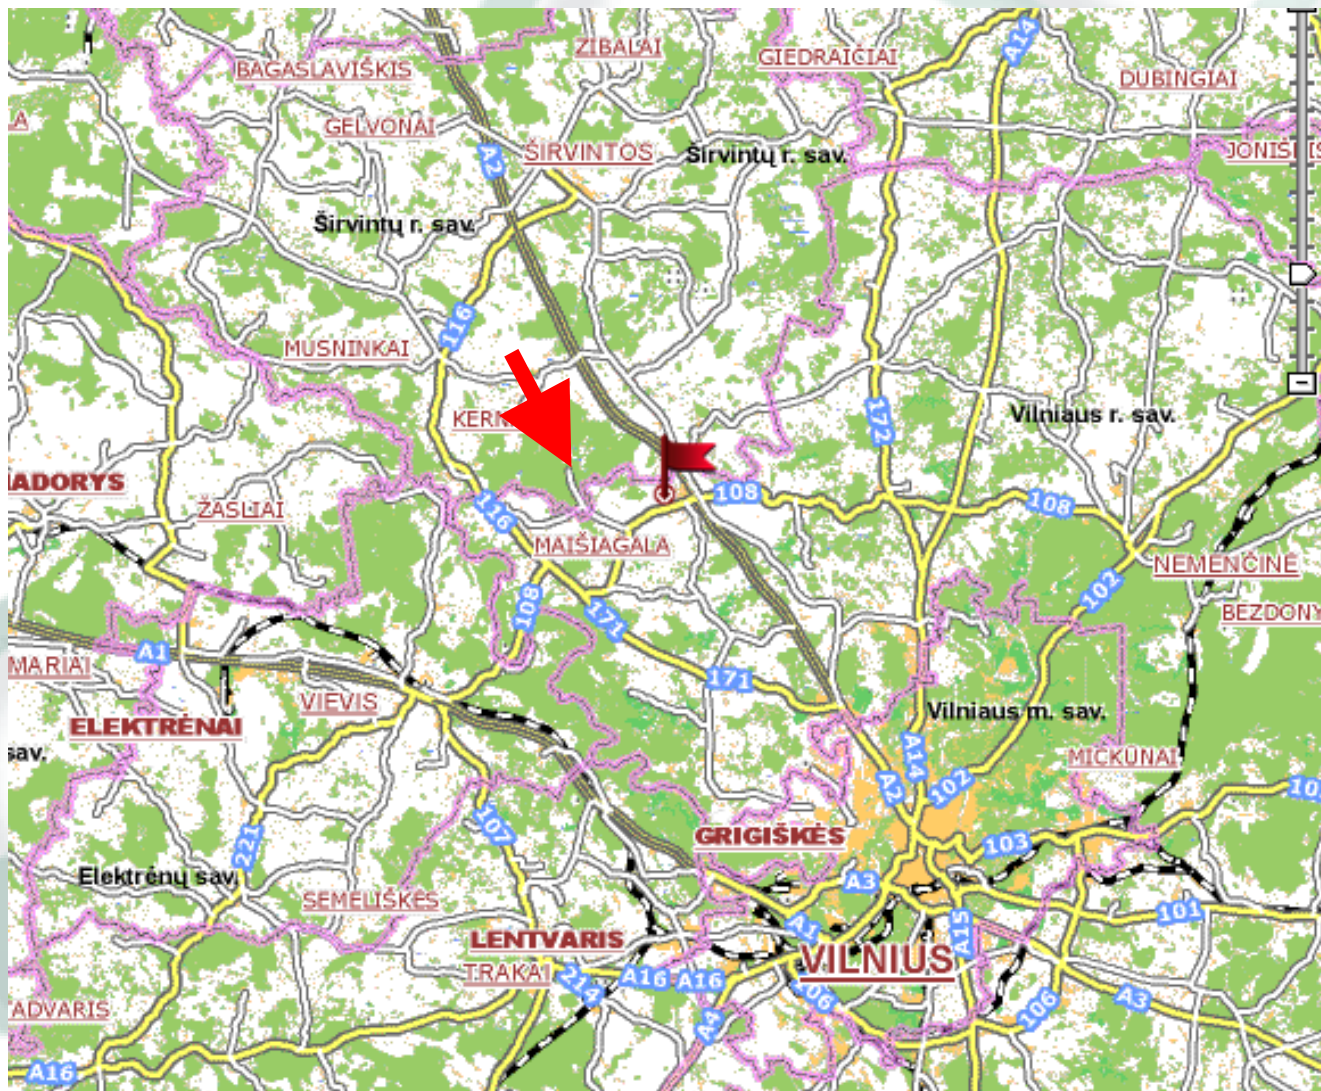 ZIBALAI
GIEDRAIČIAI
A14
BAGASLAVIŠKIS
DUBINGIAI
GELVONAI
A
A2
ŠIRVINTOS
Širvintų r. sav.
JONIŠKIS
Širvintų r. sav.
116
MUSNINKAI
KERN
172
Vilniaus r. sav.
IADORYS
ŽASLIAI
116
108
108
MAIŠIAGALA
NEMENČINĖ
108
171
102
BEZDONY
MARIAI
A1
171
VIEVIS
ELEKTRĖNAI
Vilniaus m. sav.
sav.
A14
MICKŪNAI
A2
102
10
221
107
GRIGIŠKĖS
103
Elektrėnų sav.
A3
SEMELIŠKĖS
101
A1
A15
LENTVARIS
VILNIUS
TRAKAI
214
A16
A16
106
106
A3
ADVARIS
A4
A16